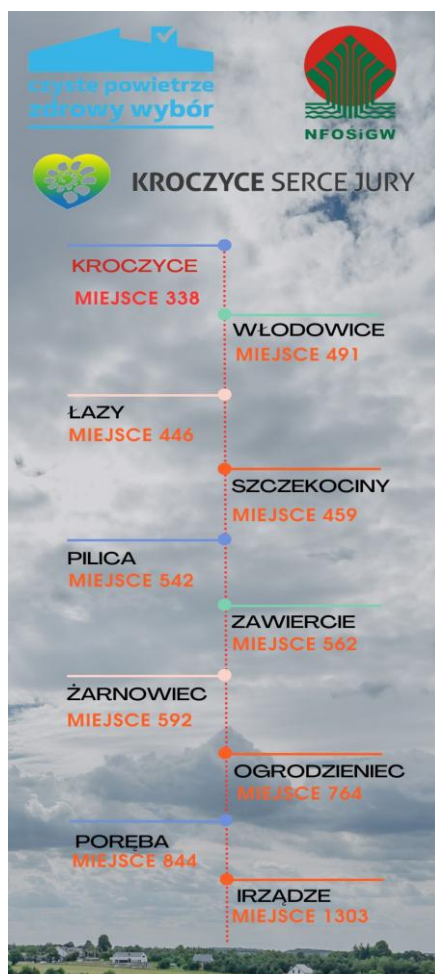 czyste powietrze
zdrowy wybór
NFOŚiGW
KROCZYCE SERCE JURY
KROCZYCE
MIEJSCE 338
WŁODOWICE
MIEJSCE 491
ŁAZY
MIEJSCE 446
SZCZEKOCINY
MIEJSCE 459
PILICA
MIEJSCE 542
ZAWIERCIE
MIEJSCE 562
ŻARNOWIEC
MIEJSCE 592
OGRODZIENIEC
MIEJSCE 764
PORĘBA
MIEJSCE 844
IRZĄDZE
MIEJSCE 1303